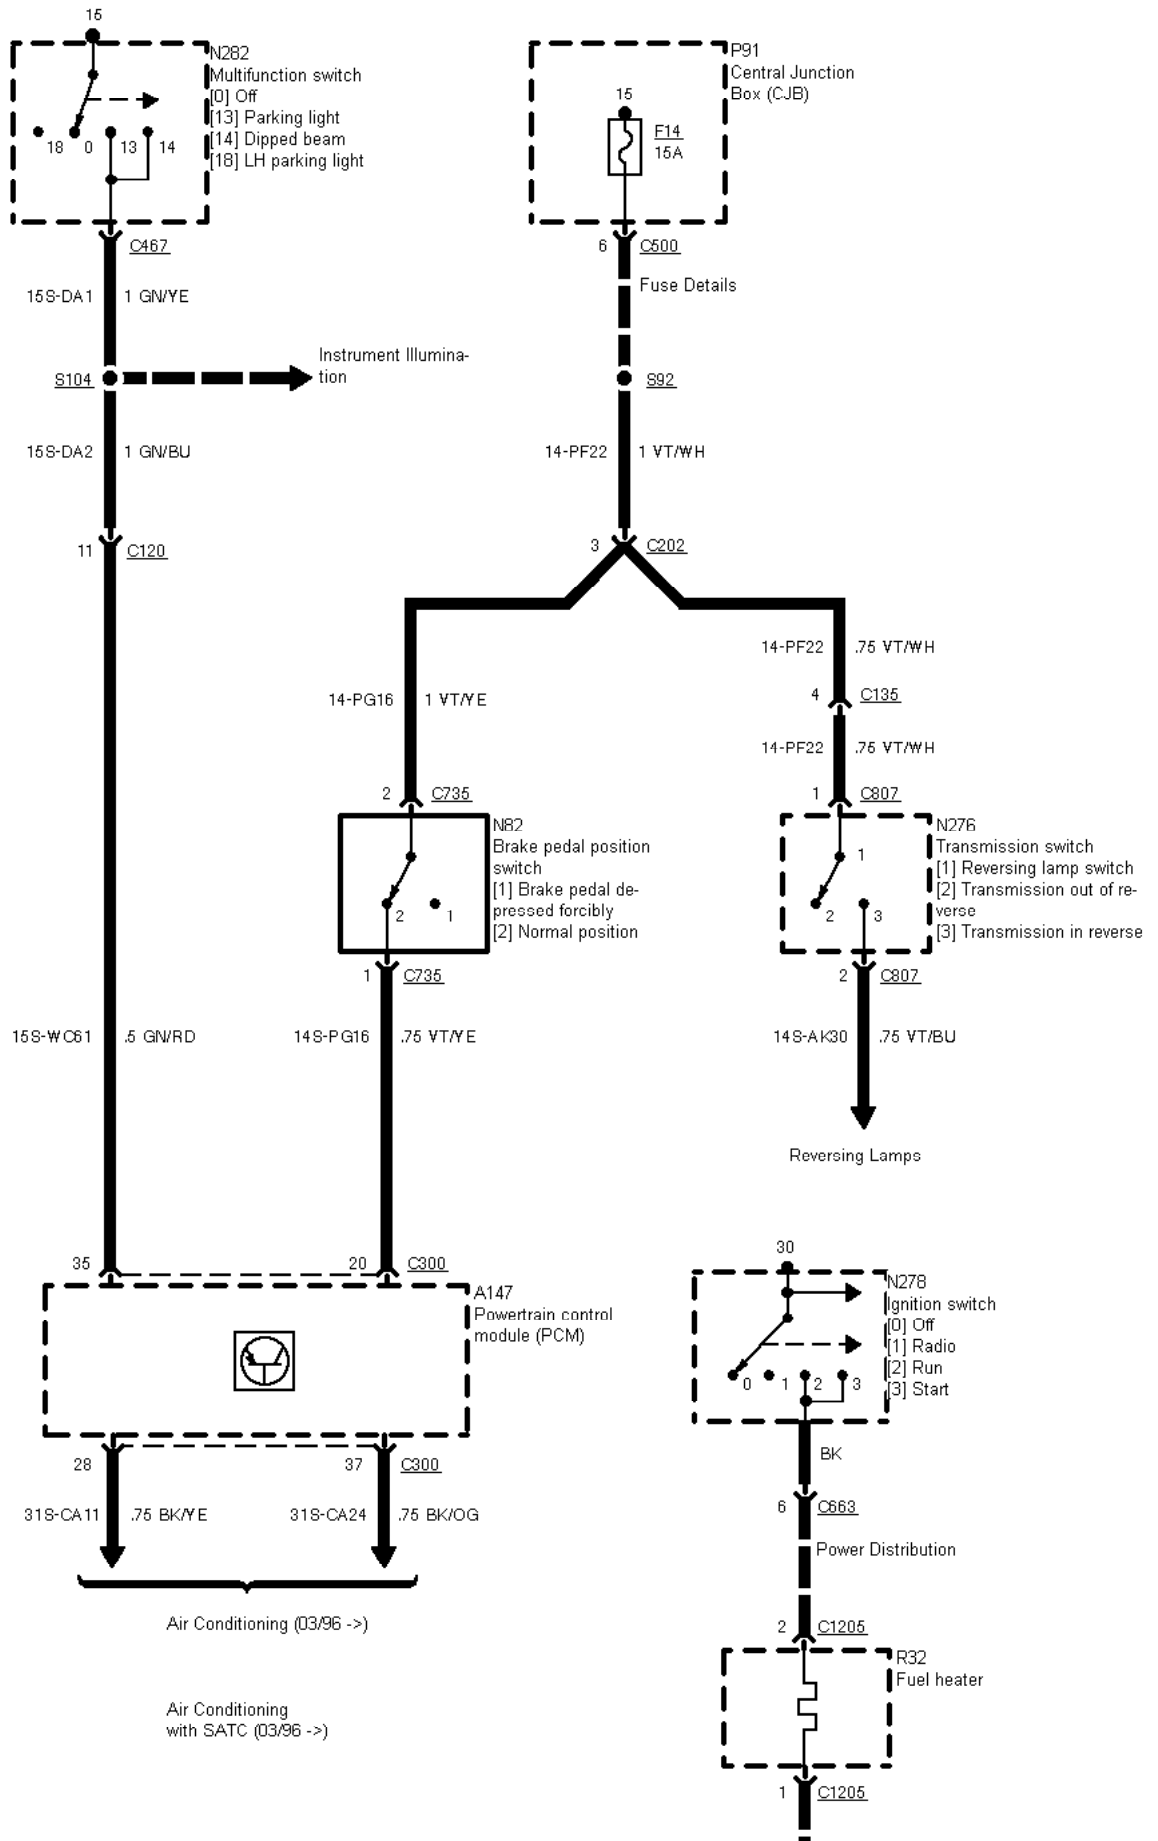 15
N282
Multifunction switch
[0] Off
[13] Parking light
[14] Dipped beam
[18] LH parking light
18 0 13 14
C467
15S-DA1 1 GN/YE
S104
Instrument Illumina-
tion
15S-DA2 1 GN/BU
11 C120
15S-WC61 .5 GN/RD
P91
Central Junction
Box (CJB)
15
F14
15A
6 C500
Fuse Details
S92
14-PF22 1 VT/WH
3 C202
14-PG16 1 VT/YE
2 C735
N82
Brake pedal position
switch
[1] Brake pedal de-
pressed forcibly
[2] Normal position
2 1
1 C735
14S-PG16 .75 VT/YE
14-PF22 .75 VT/WH
4 C135
14-PF22 .75 VT/WH
1 C807
N276
Transmission switch
[1] Reversing lamp switch
[2] Transmission out of re-
verse
[3] Transmission in reverse
1
2 3
2 C807
14S-AK30 .75 VT/BU
Reversing Lamps
35 20 C300
A147
Powertrain control
module (PCM)
28 37 C300
31S-CA11 .75 BK/YE
31S-CA24 .75 BK/OG
Air Conditioning (03/96 ->)
Air Conditioning
with SATC (03/96 ->)
30
N278
Ignition switch
[0] Off
[1] Radio
[2] Run
[3] Start
0 1 2 3
BK
6 C663
Power Distribution
2 C1205
R32
Fuel heater
1 C1205